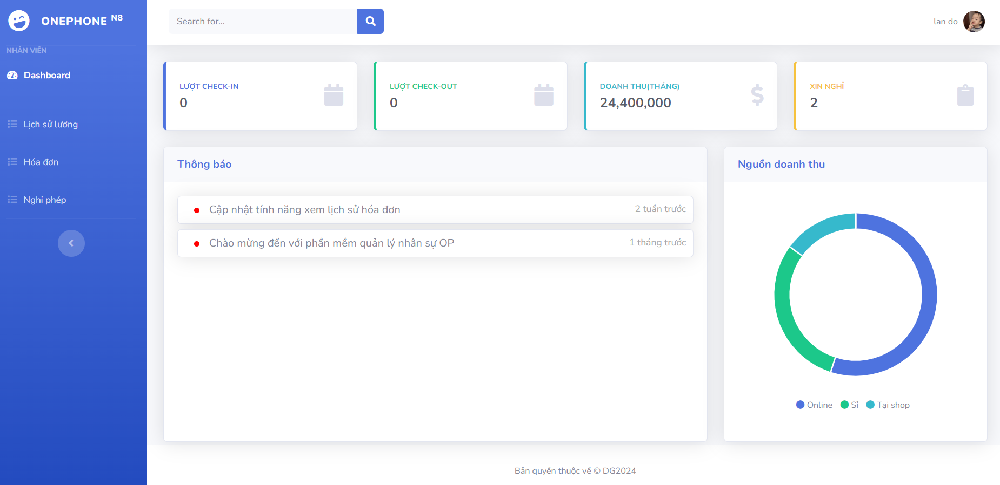 ONEPHONE N8
NHÂN VIÊN
Dashboard
Lịch sử lương
Hóa đơn
Nghỉ phép
Search for...
lan do
LƯỢT CHECK-IN
0
LƯỢT CHECK-OUT
0
DOANH THU(THÁNG)
24,400,000
XIN NGHỈ
2
Thông báo
Cập nhật tính năng xem lịch sử hóa đơn
2 tuần trước
Chào mừng đến với phần mềm quản lý nhân sự OP
1 tháng trước
Nguồn doanh thu
Online
Sỉ
Tại shop
Bản quyền thuộc về © DG2024